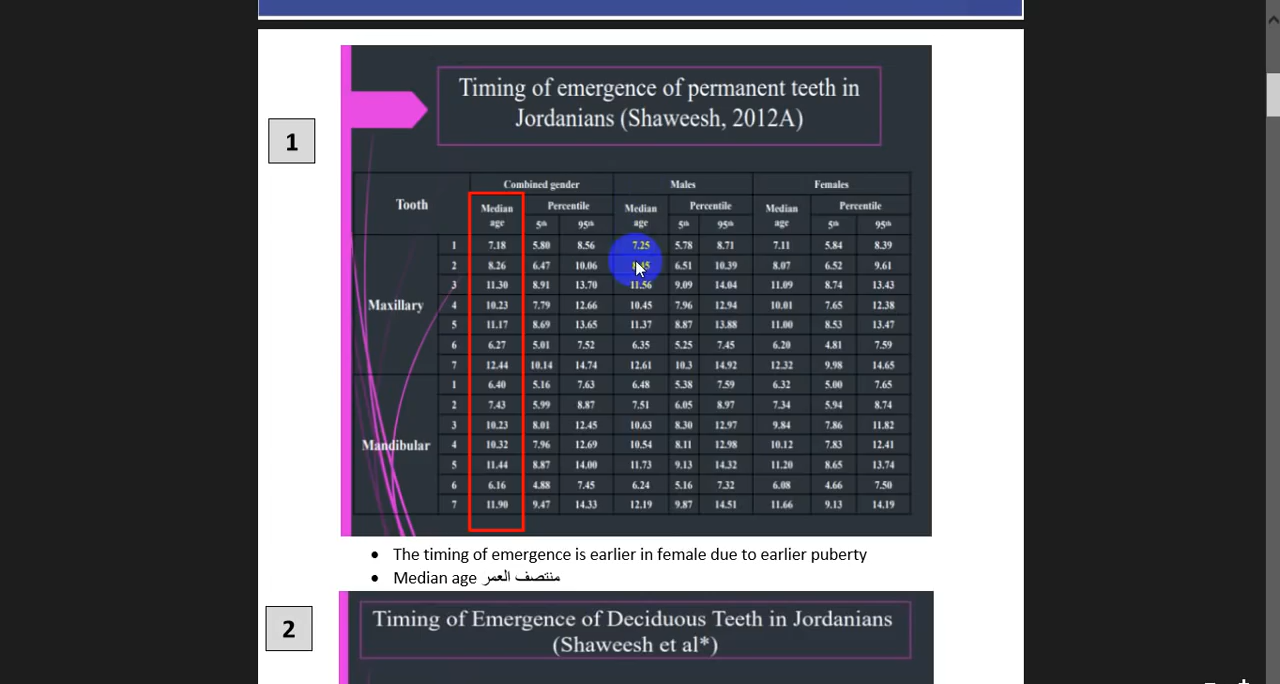 1
Timing of emergence of permanent teeth in
Jordanians (Shaweesh, 2012A)
Tooth Combined gender Males Females
Median age Percentile Median age Percentile Median age Percentile
5th 95th 5th 95th 5th 95th
Maxillary
1 7.18 5.80 8.56 7.25 5.78 8.71 7.11 5.84 8.39
2 8.26 6.47 10.06 6.51 10.39 8.07 6.52 9.61
3 11.30 8.91 13.70 11.56 9.09 14.04 11.09 8.74 13.43
4 10.23 7.79 12.66 10.45 7.96 12.94 10.01 7.65 12.38
5 11.17 8.69 13.65 11.37 8.87 13.88 11.00 8.53 13.47
6 6.27 5.01 7.52 6.35 5.25 7.45 6.20 4.81 7.59
7 12.44 10.14 14.74 12.61 10.3 14.92 12.32 9.98 14.65
Mandibular
1 6.40 5.16 7.63 6.48 5.38 7.59 6.32 5.00 7.65
2 7.43 5.99 8.87 7.51 6.05 8.97 7.34 5.94 8.74
3 10.23 8.01 12.45 10.63 8.30 12.97 9.84 7.86 11.82
4 10.32 7.96 12.69 10.54 8.11 12.98 10.12 7.83 12.41
5 11.44 8.87 14.00 11.73 9.13 14.32 11.20 8.65 13.74
6 6.16 4.88 7.45 6.24 5.16 7.32 6.08 4.66 7.50
7 11.90 9.47 14.33 12.19 9.87 14.51 11.66 9.13 14.19
• The timing of emergence is earlier in female due to earlier puberty
• Median age منتصف العمر
2
Timing of Emergence of Deciduous Teeth in Jordanians
(Shaweesh et al*)